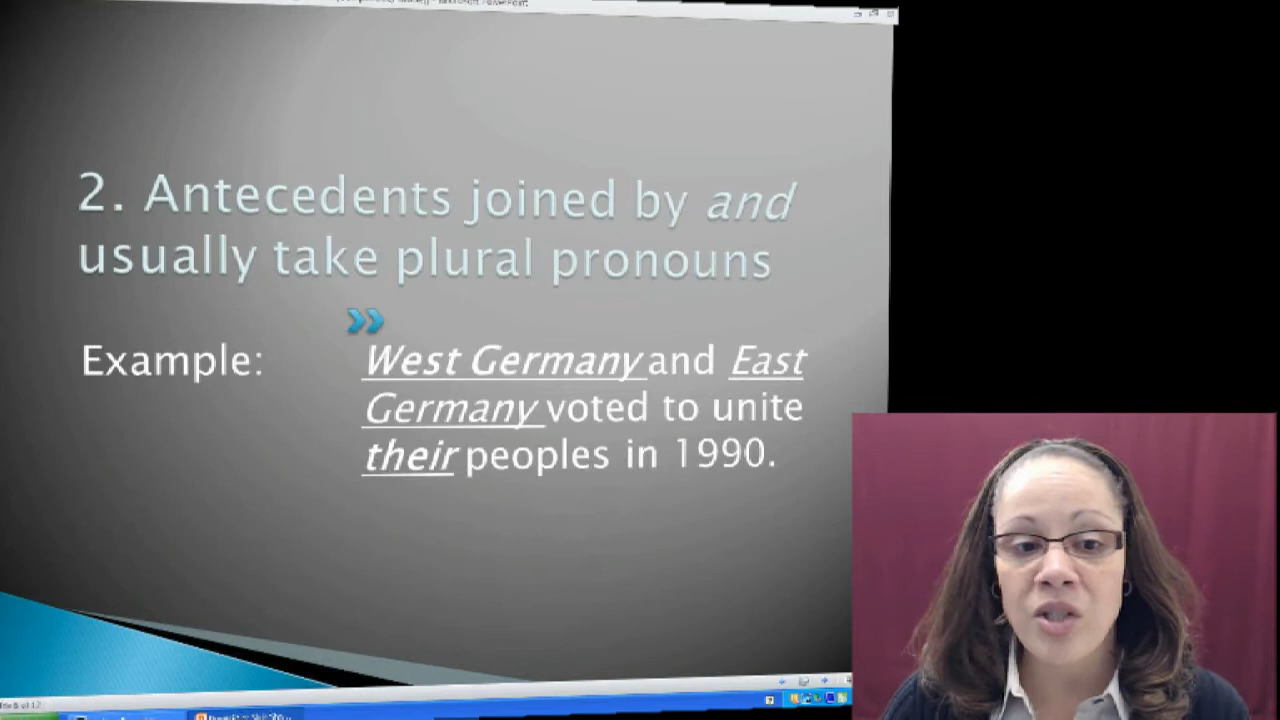 2. Antecedents joined by and
usually take plural pronouns
Example: West Germany and East
Germany voted to unite
their peoples in 1990.